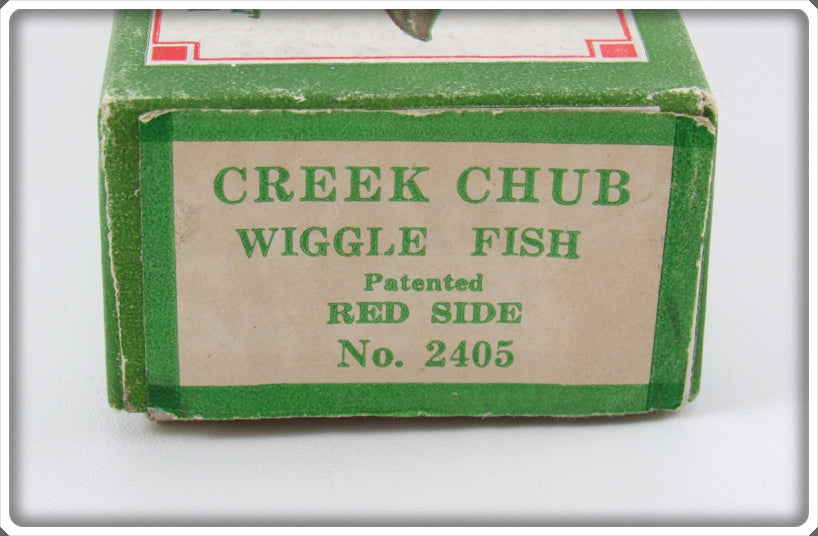 CREEK CHUB
WIGGLE FISH
Patented
RED SIDE
No. 2405